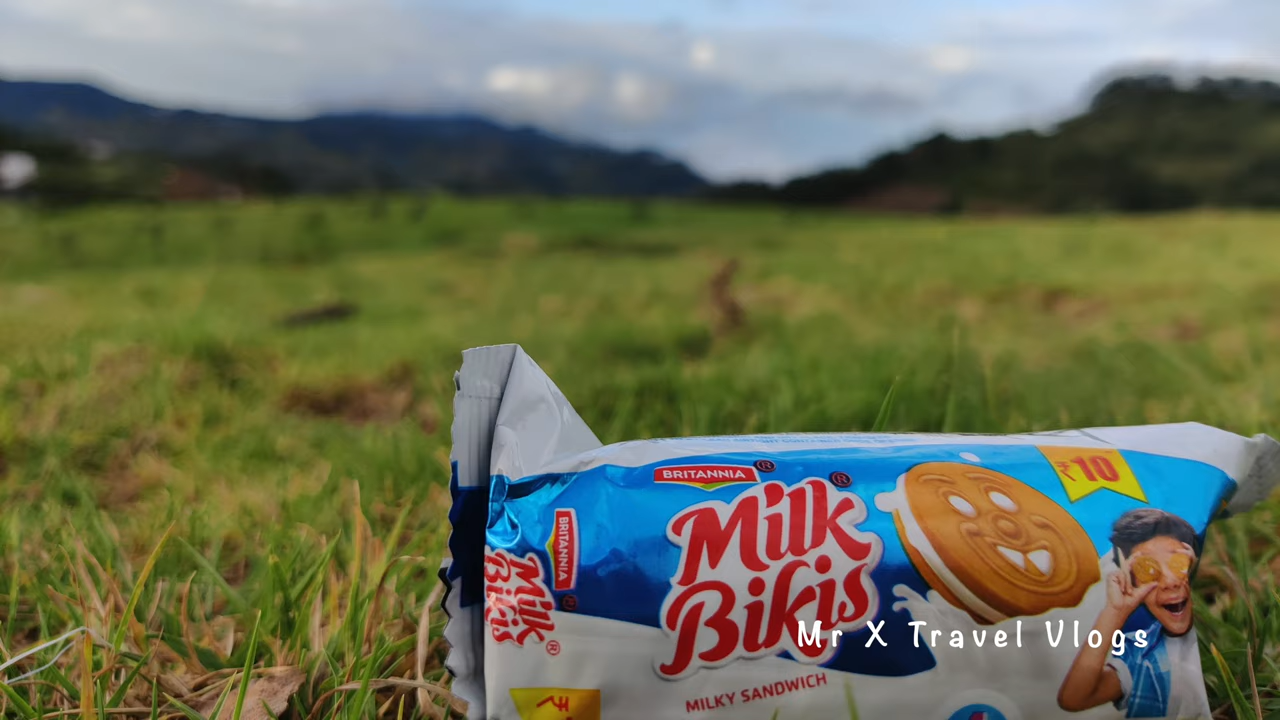 BRITANNIA ®
Milk ®
Bikis
MILKY SANDWICH
₹10
BRITANNIA
Milk
Bikis ®
Mr X Travel Vlogs